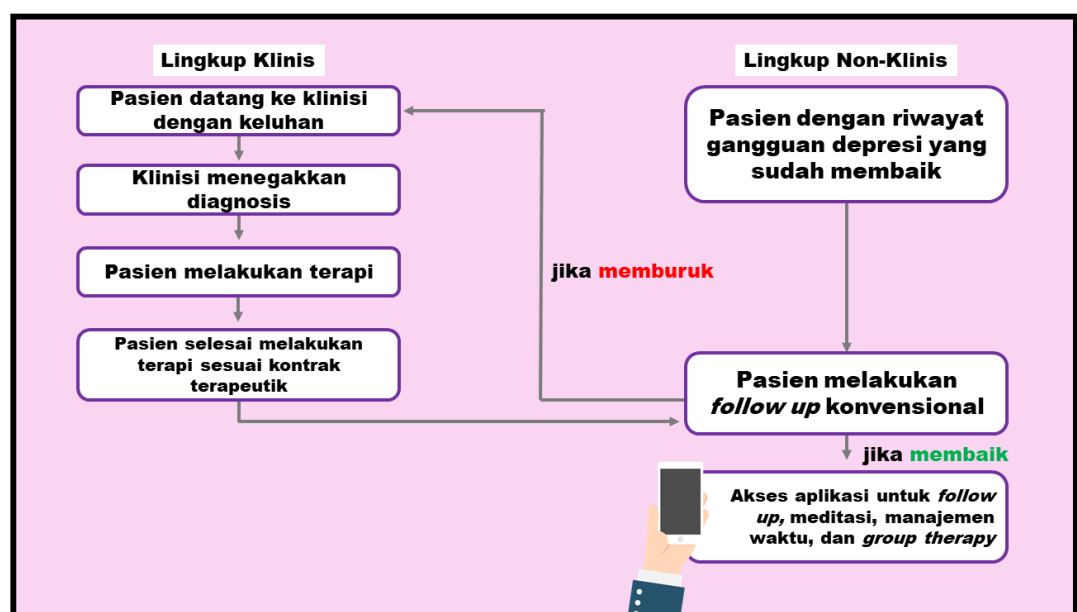 Lingkup Klinis
Pasien datang ke klinisi
dengan keluhan
Klinisi menegakkan
diagnosis
Pasien melakukan terapi
Pasien selesai melakukan
terapi sesuai kontrak
terapeutik
jika memburuk
Lingkup Non-Klinis
Pasien dengan riwayat
gangguan depresi yang
sudah membaik
Pasien melakukan
follow up konvensional
jika membaik
Akses aplikasi untuk follow
up, meditasi, manajemen
waktu, dan group therapy